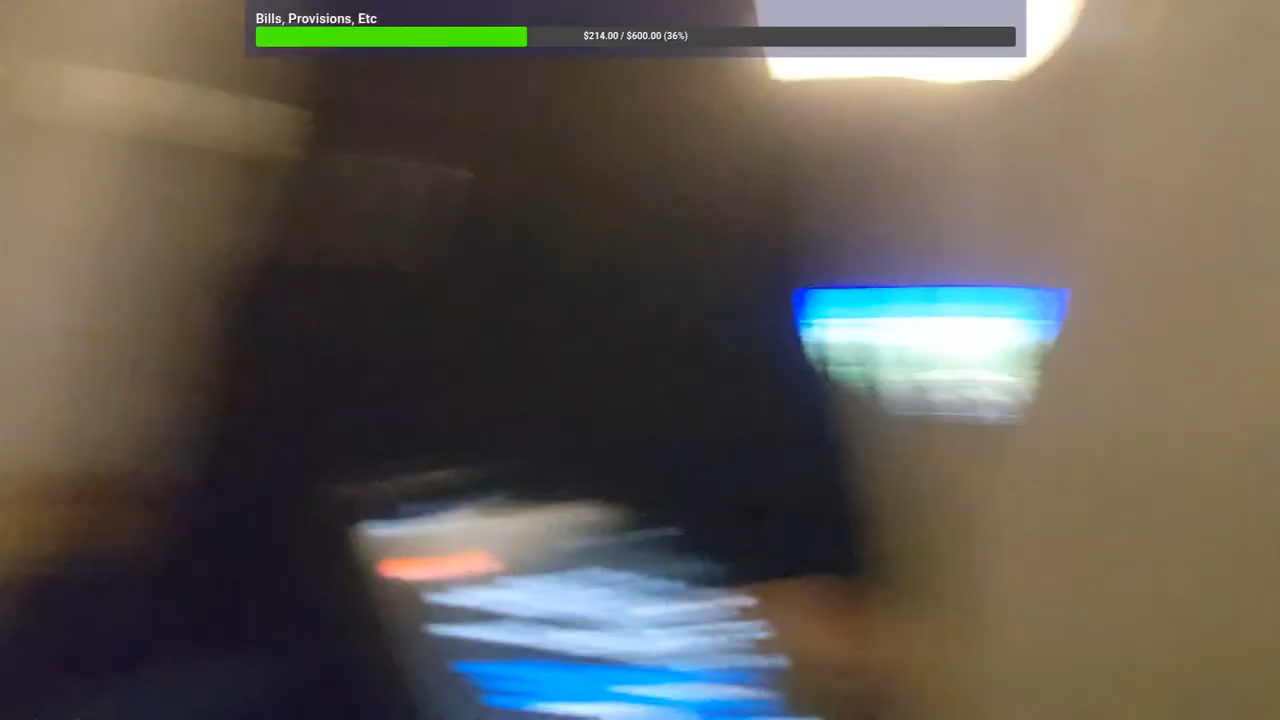 Bills, Provisions, Etc
$214.00 / $600.00 (36%)